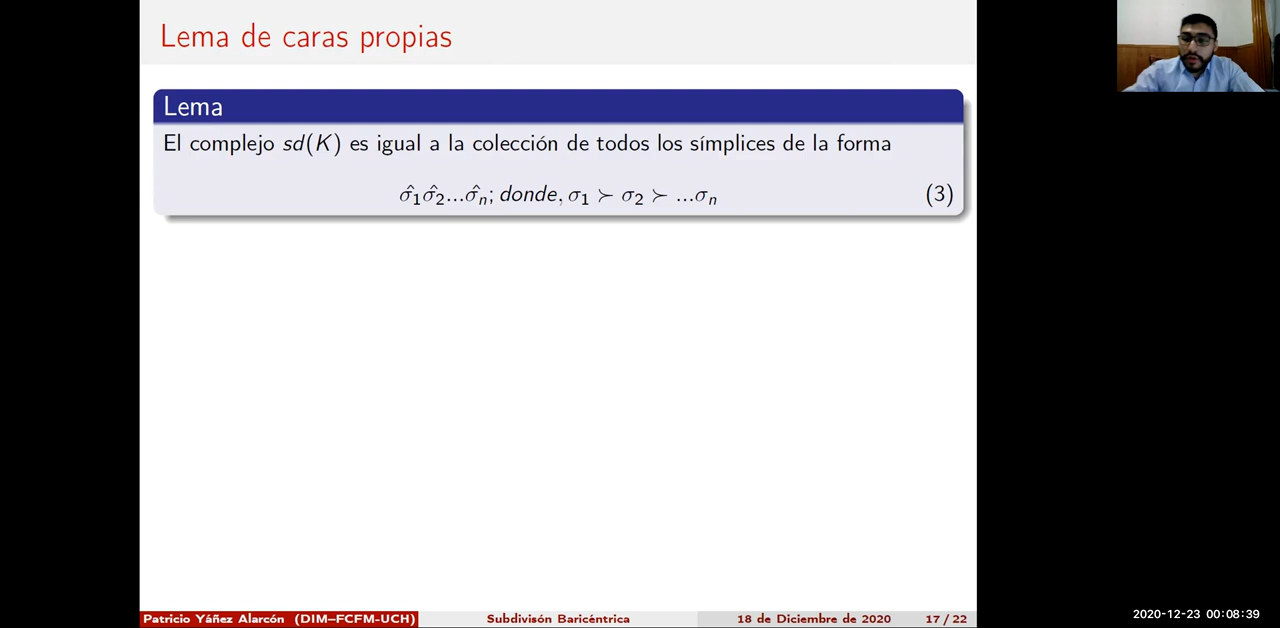 Lema de caras propias
Lema
El complejo sd(K) es igual a la colección de todos los símplices de la forma
σ̂₁σ̂₂...σ̂ₙ; donde, σ₁ ≻ σ₂ ≻ ...σₙ (3)
Patricio Yáñez Alarcón (DIM–FCFM-UCH) Subdivisón Baricéntrica 18 de Diciembre de 2020 17 / 22
2020-12-23 00:08:39